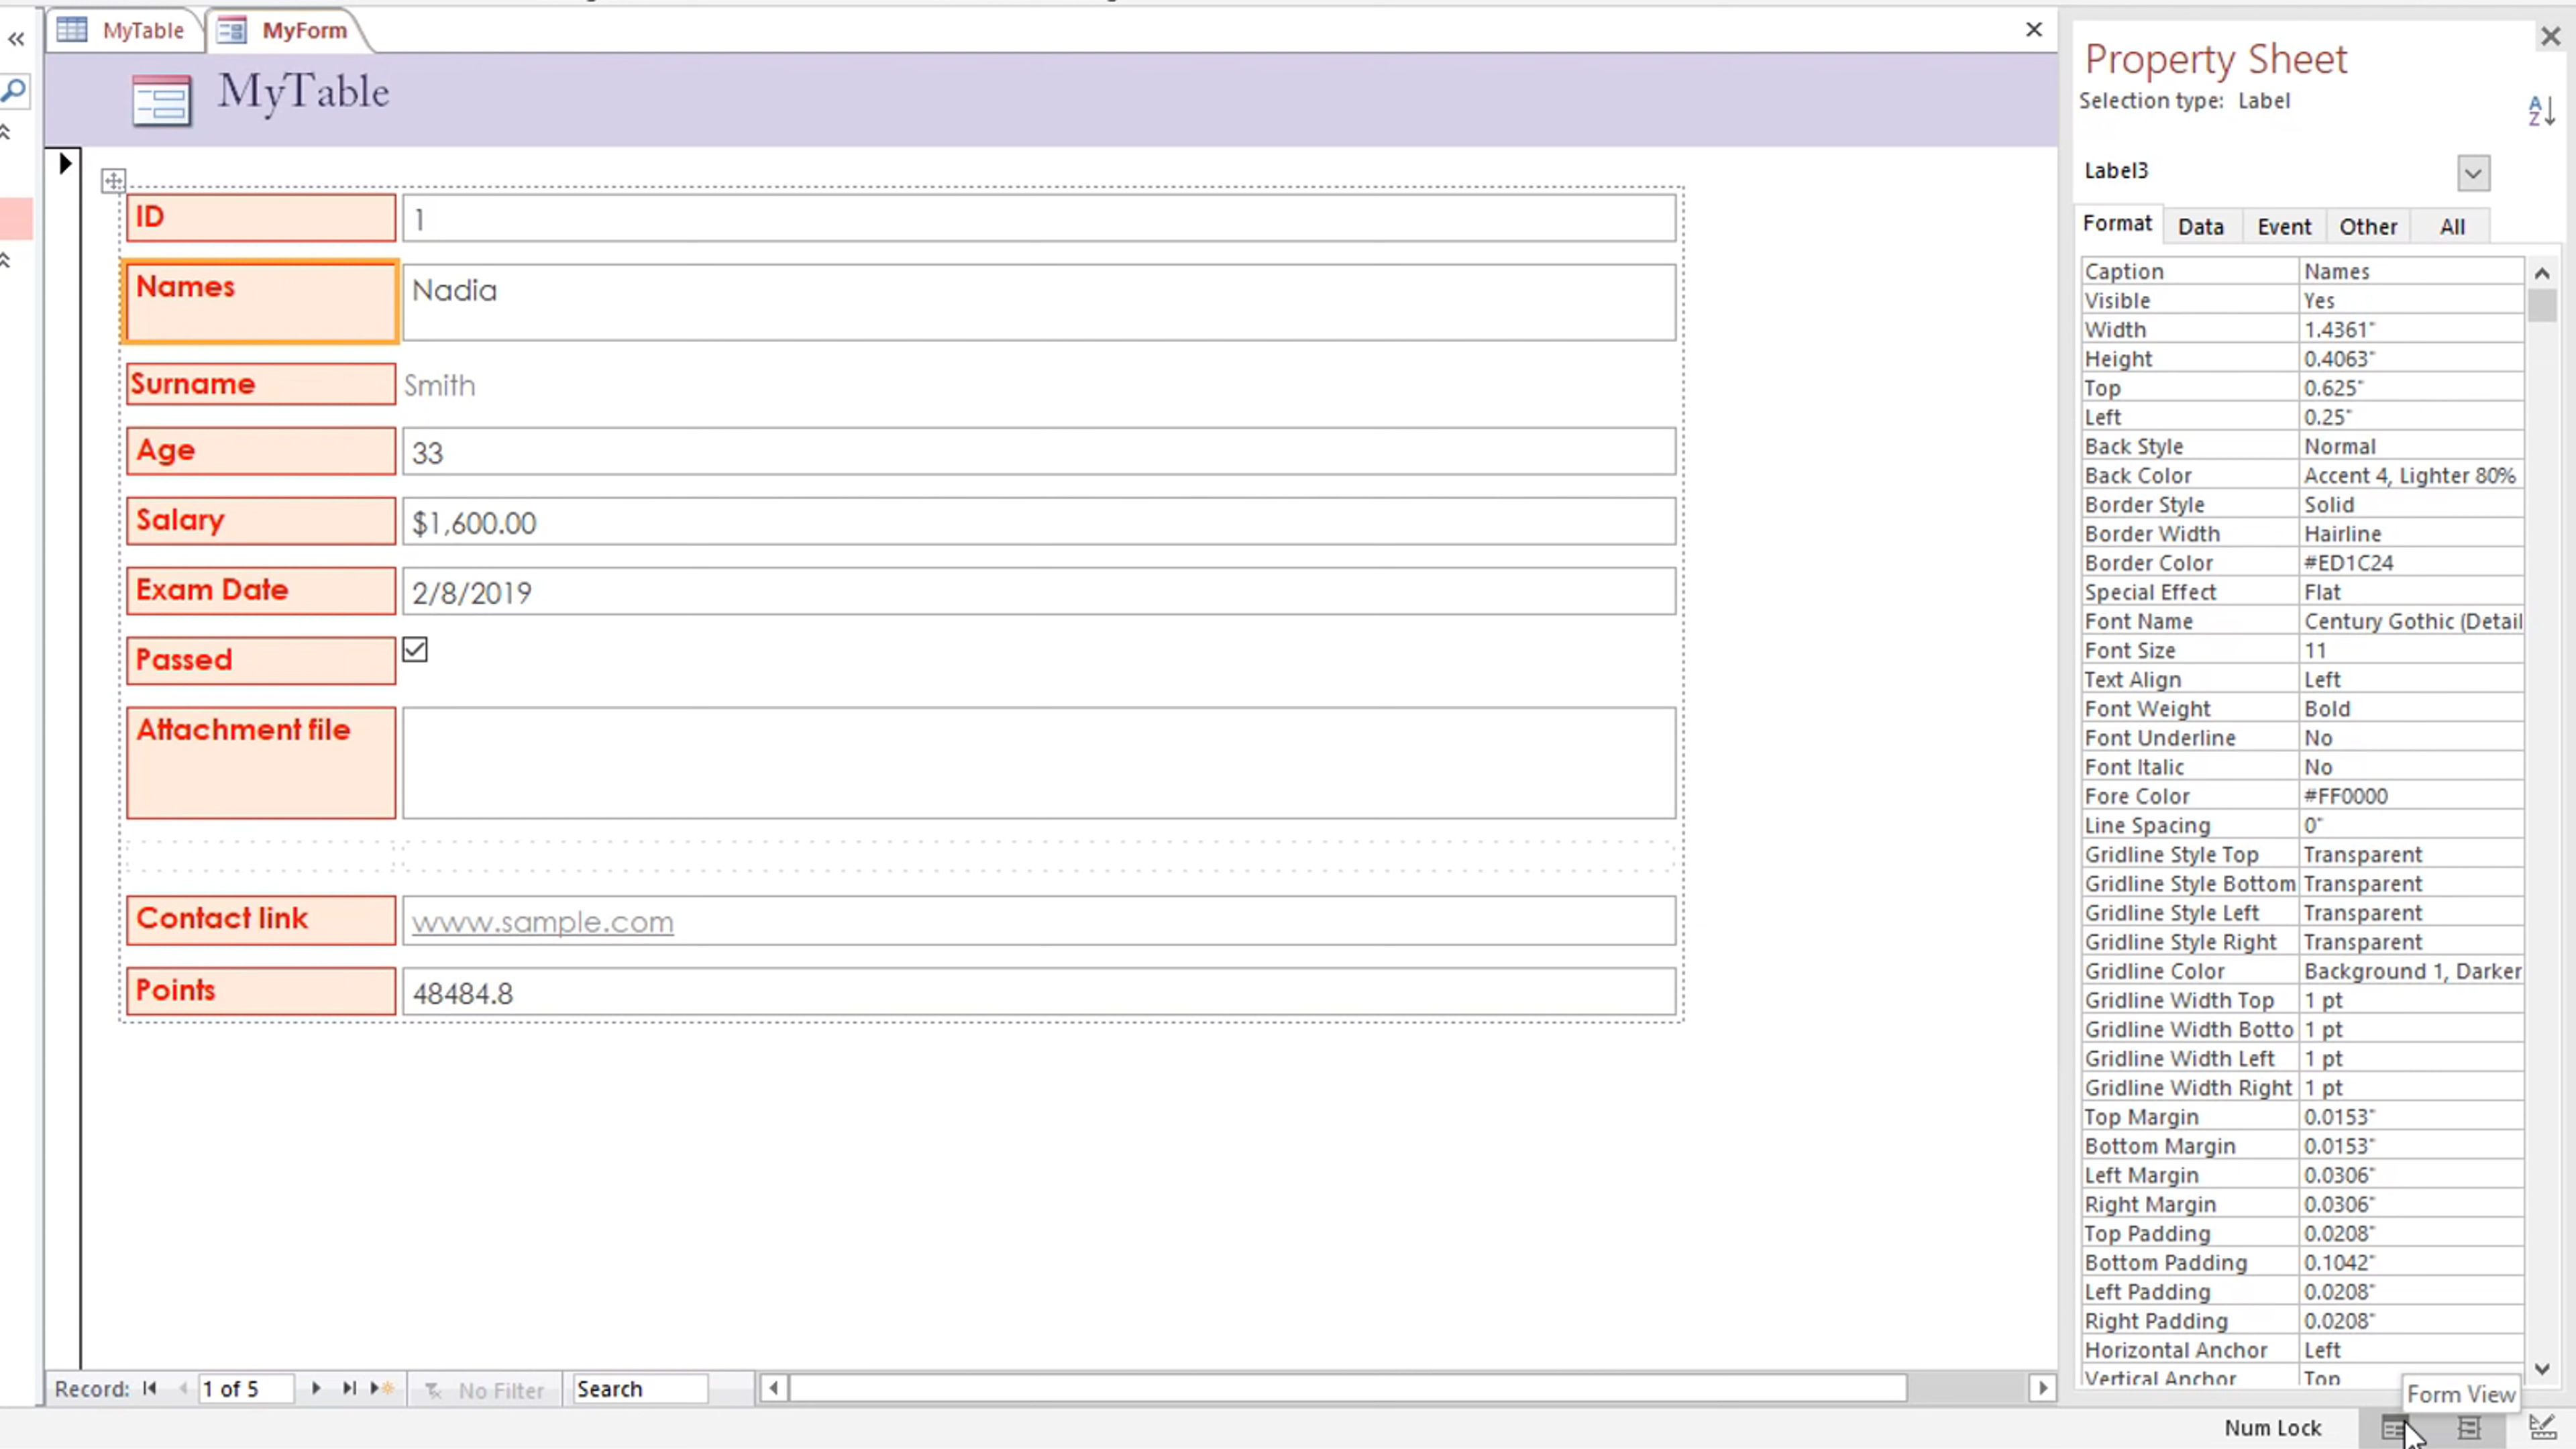 MyTable MyForm
MyTable
ID 1
Names Nadia
Surname Smith
Age 33
Salary $1,600.00
Exam Date 2/8/2019
Passed
Attachment file
Contact link www.sample.com
Points 48484.8
Record: 1 of 5 No Filter Search
Property Sheet
Selection type: Label
Label3
Format Data Event Other All
Caption Names
Visible Yes
Width 1.4361"
Height 0.4063"
Top 0.625"
Left 0.25"
Back Style Normal
Back Color Accent 4, Lighter 80%
Border Style Solid
Border Width Hairline
Border Color #ED1C24
Special Effect Flat
Font Name Century Gothic (Detail
Font Size 11
Text Align Left
Font Weight Bold
Font Underline No
Font Italic No
Fore Color #FF0000
Line Spacing 0"
Gridline Style Top Transparent
Gridline Style Bottom Transparent
Gridline Style Left Transparent
Gridline Style Right Transparent
Gridline Color Background 1, Darker
Gridline Width Top 1 pt
Gridline Width Botto 1 pt
Gridline Width Left 1 pt
Gridline Width Right 1 pt
Top Margin 0.0153"
Bottom Margin 0.0153"
Left Margin 0.0306"
Right Margin 0.0306"
Top Padding 0.0208"
Bottom Padding 0.1042"
Left Padding 0.0208"
Right Padding 0.0208"
Horizontal Anchor Left
Vertical Anchor Top
Form View
Num Lock